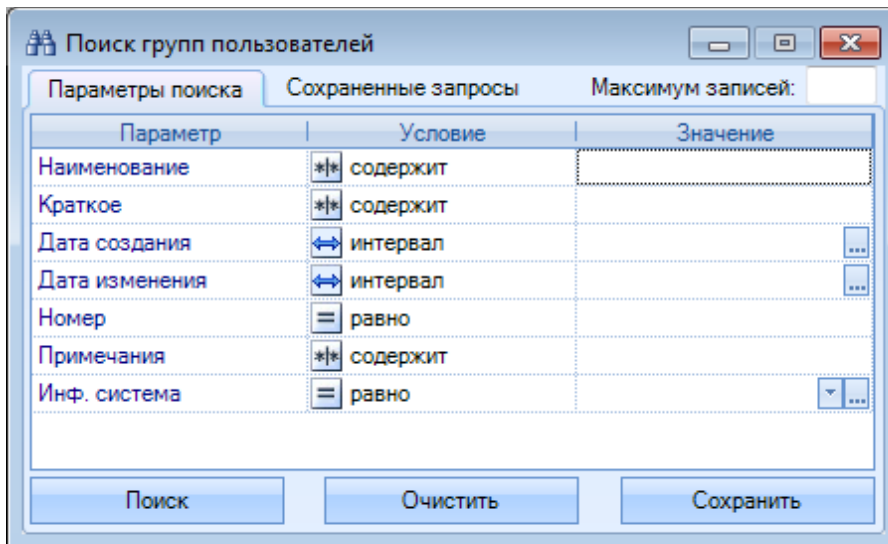 Поиск групп пользователей
Параметры поиска Сохраненные запросы Максимум записей:
Параметр Условие Значение
Наименование содержит
Краткое содержит
Дата создания интервал ...
Дата изменения интервал ...
Номер = равно
Примечания содержит
Инф. система = равно ...
Поиск Очистить Сохранить